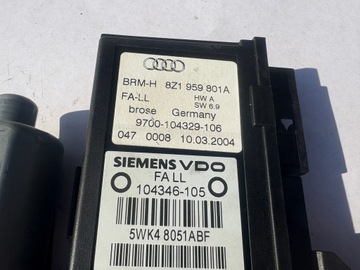 BRM-H 8Z1 959 801A
FA-LL HW A
SW 6.9
brose Germany
9700-104329-106
047 0008 10.03.2004
SIEMENS VDO
FA LL
104346-105
5WK4 8051ABF